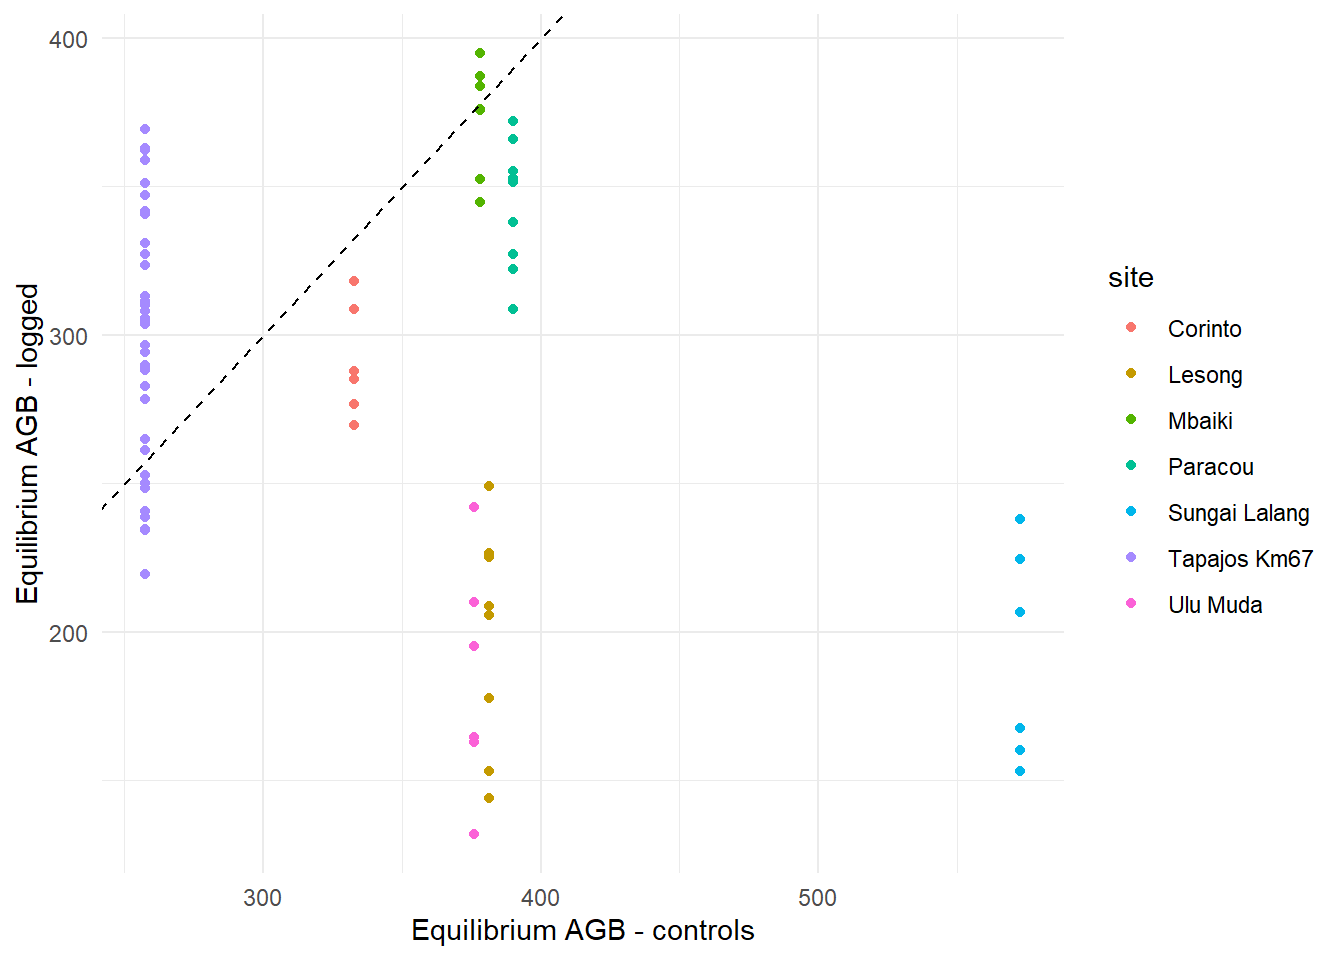 400
300
200
Equilibrium AGB - logged
300
400
500
Equilibrium AGB - controls
site
Corinto
Lesong
Mbaiki
Paracou
Sungai Lalang
Tapajos Km67
Ulu Muda